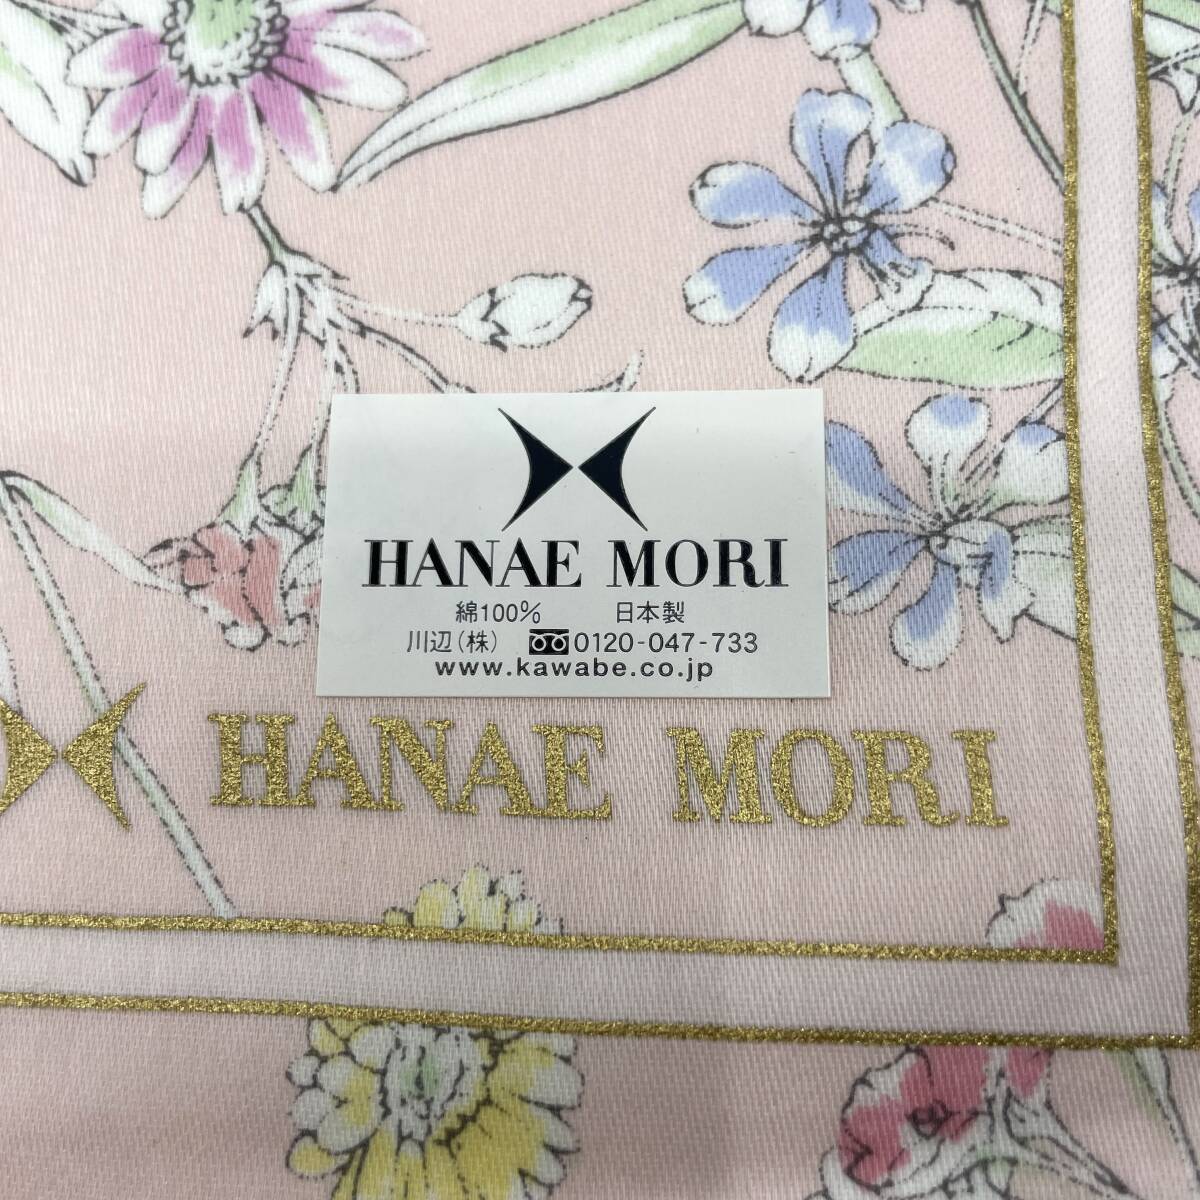 HANAE MORI
綿100% 日本製
川辺(株) 0120-047-733
www.kawabe.co.jp
HANAE MORI